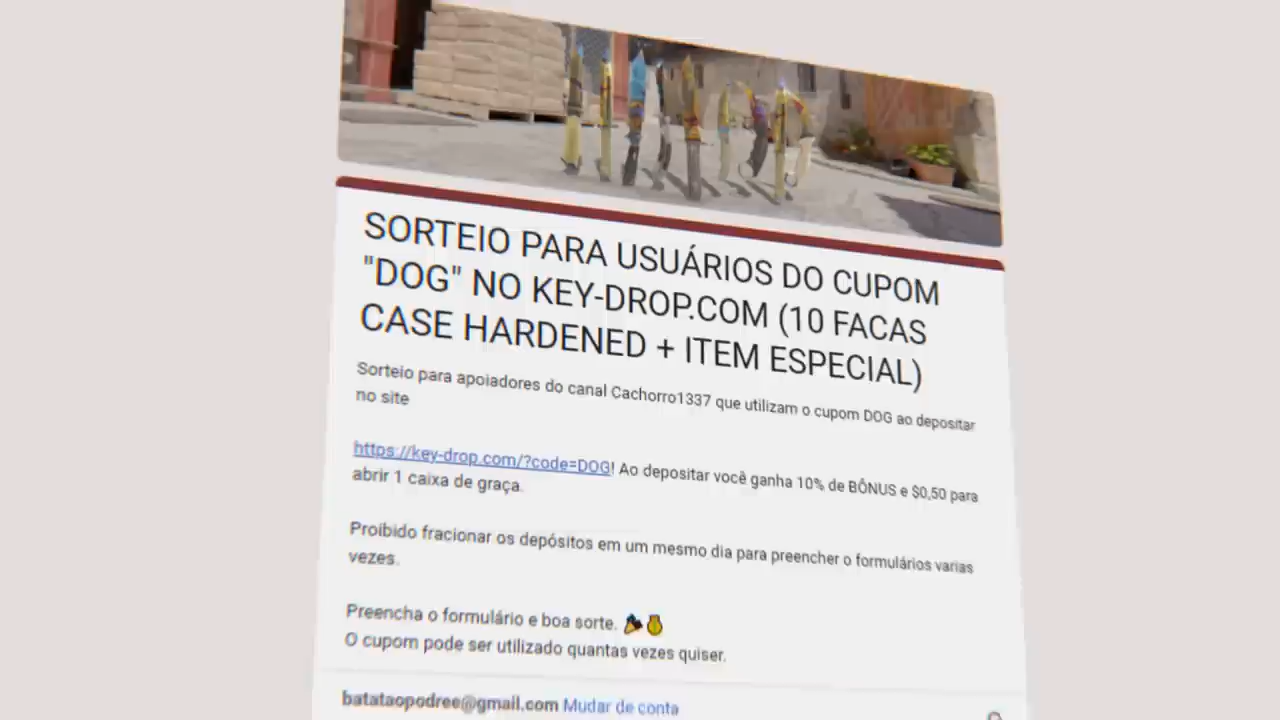 SORTEIO PARA USUÁRIOS DO CUPOM
"DOG" NO KEY-DROP.COM (10 FACAS
CASE HARDENED + ITEM ESPECIAL)
Sorteio para apoiadores do canal Cachorro1337 que utilizam o cupom DOG ao depositar
no site
https://key-drop.com/?code=DOG! Ao depositar você ganha 10% de BÔNUS e $0,50 para
abrir 1 caixa de graça.
Proibido fracionar os depósitos em um mesmo dia para preencher o formulários varias
vezes.
Preencha o formulário e boa sorte. 🎉💰
O cupom pode ser utilizado quantas vezes quiser.
batataopodree@gmail.com Mudar de conta